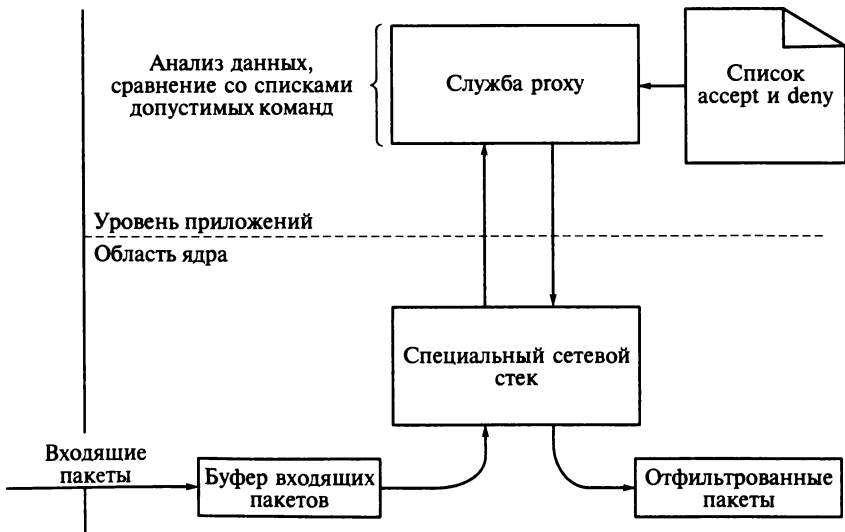 Анализ данных,
сравнение со списками
допустимых команд
Служба proxy
Список
accept и deny
Уровень приложений
Область ядра
Специальный сетевой
стек
Входящие
пакеты
Буфер входящих
пакетов
Отфильтрованные
пакеты